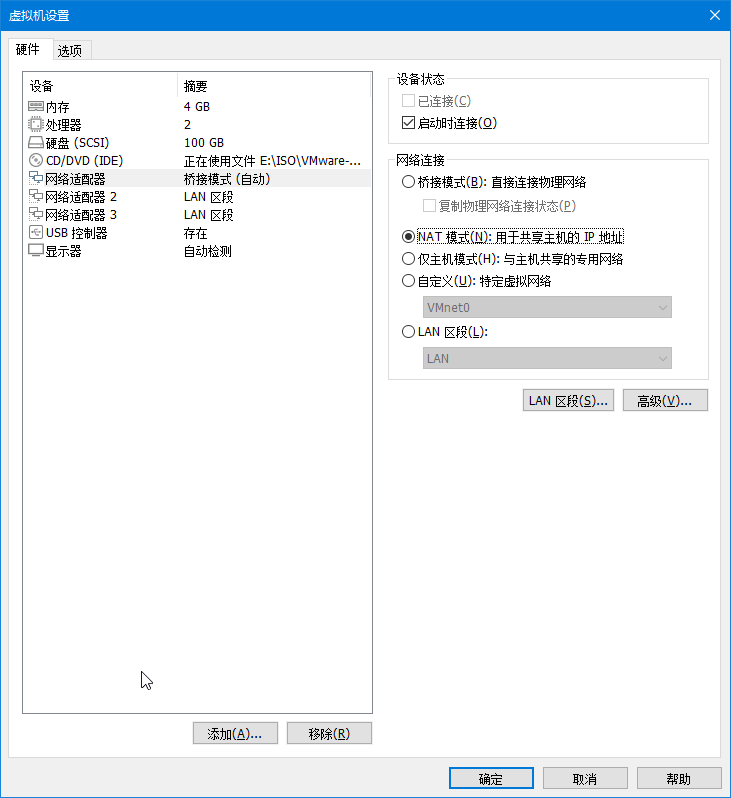 虚拟机设置
硬件 选项
设备 摘要
内存 4 GB
处理器 2
硬盘 (SCSI) 100 GB
CD/DVD (IDE) 正在使用文件 E:\ISO\VMware-...
网络适配器 桥接模式 (自动)
网络适配器 2 LAN 区段
网络适配器 3 LAN 区段
USB 控制器 存在
显示器 自动检测
添加(A)... 移除(R)
设备状态
已连接(C)
启动时连接(O)
网络连接
桥接模式(B): 直接连接物理网络
复制物理网络连接状态(P)
NAT 模式(N): 用于共享主机的 IP 地址
仅主机模式(H): 与主机共享的专用网络
自定义(U): 特定虚拟网络
VMnet0
LAN 区段(L):
LAN
LAN 区段(S)... 高级(V)...
确定 取消 帮助